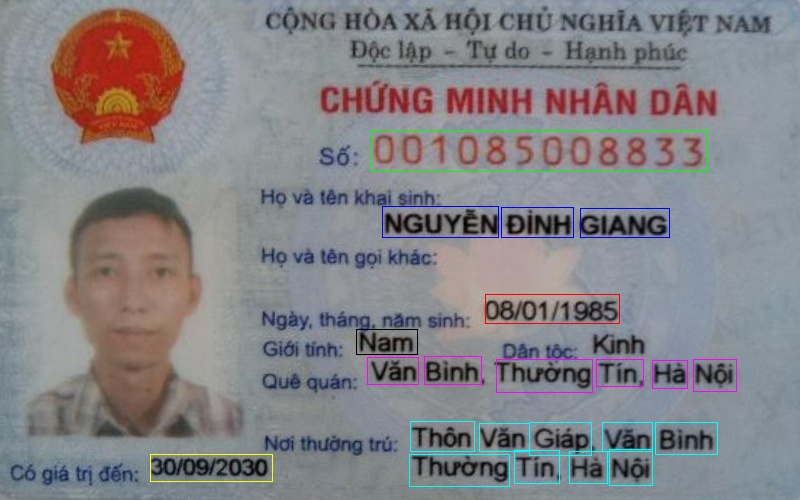 CỘNG HÒA XÃ HỘI CHỦ NGHĨA VIỆT NAM
Độc lập - Tự do - Hạnh phúc
CHỨNG MINH NHÂN DÂN
Số: 001085008833
Họ và tên khai sinh:
NGUYỄN ĐÌNH GIANG
Họ và tên gọi khác:
Ngày, tháng, năm sinh: 08/01/1985
Giới tính: Nam Dân tộc: Kinh
Quê quán: Văn Bình, Thường Tín, Hà Nội
Nơi thường trú: Thôn Văn Giáp, Văn Bình
Thường Tín, Hà Nội
Có giá trị đến: 30/09/2030